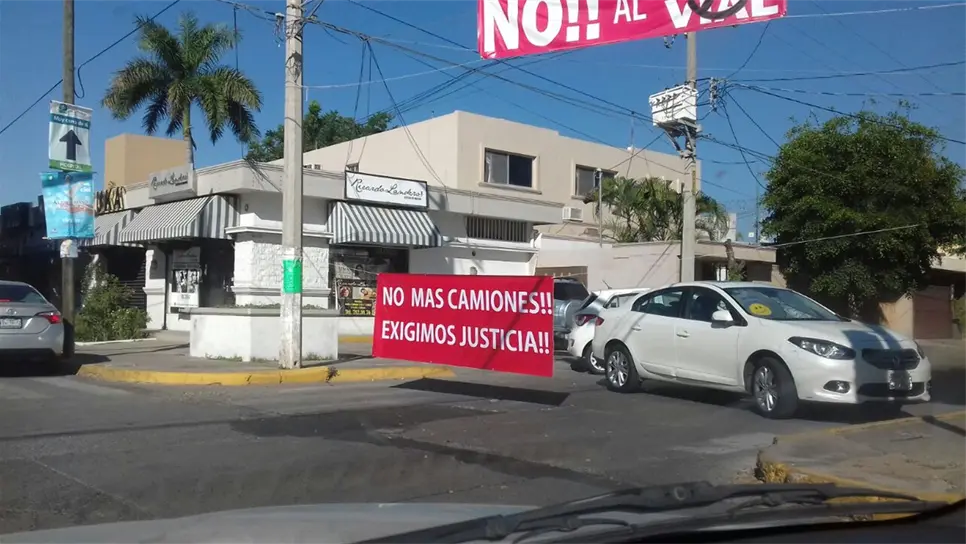 NO!! AL
Ricardo Landeros
NO MAS CAMIONES!!
EXIGIMOS JUSTICIA!!